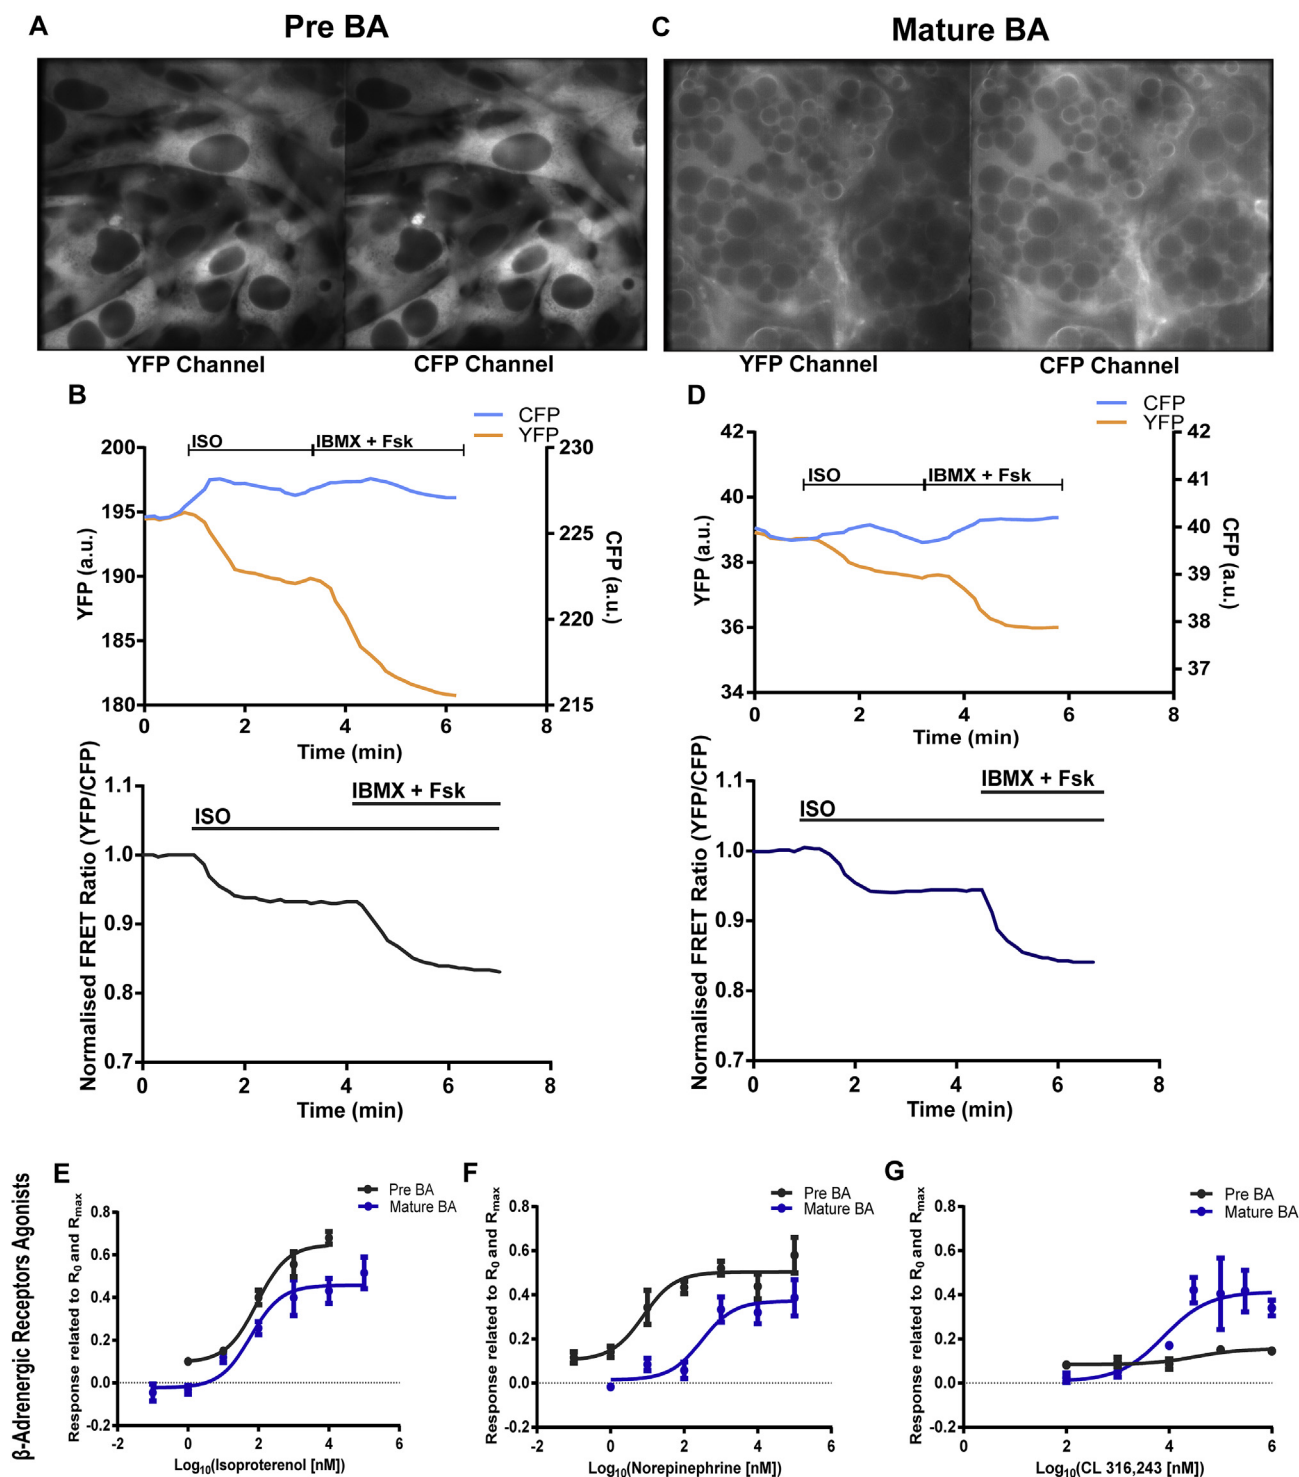 A
Pre BA
C
Mature BA
YFP Channel
CFP Channel
YFP Channel
CFP Channel
B
CFP
YFP
ISO
IBMX + Fsk
200
195
190
185
180
YFP (a.u.)
230
225
220
215
CFP (a.u.)
0
2
4
6
8
Time (min)
D
CFP
YFP
ISO
IBMX + Fsk
42
40
38
36
34
YFP (a.u.)
42
41
40
39
38
37
CFP (a.u.)
0
2
4
6
8
Time (min)
IBMX + Fsk
ISO
1.1
1.0
0.9
0.8
0.7
Normalised FRET Ratio (YFP/CFP)
0
2
4
6
8
Time (min)
IBMX + Fsk
ISO
1.1
1.0
0.9
0.8
0.7
Normalised FRET Ratio (YFP/CFP)
0
2
4
6
8
Time (min)
β-Adrenergic Receptors Agonists
E
Pre BA
Mature BA
0.8
0.6
0.4
0.2
0.0
-0.2
Response related to R0 and Rmax
-2
0
2
4
6
Log10(Isoproterenol [nM])
F
Pre BA
Mature BA
0.8
0.6
0.4
0.2
0.0
-0.2
Response related to R0 and Rmax
-2
0
2
4
6
Log10(Norepinephrine [nM])
G
Pre BA
Mature BA
0.8
0.6
0.4
0.2
0.0
-0.2
Response related to R0 and Rmax
0
2
4
6
Log10(CL 316,243 [nM])